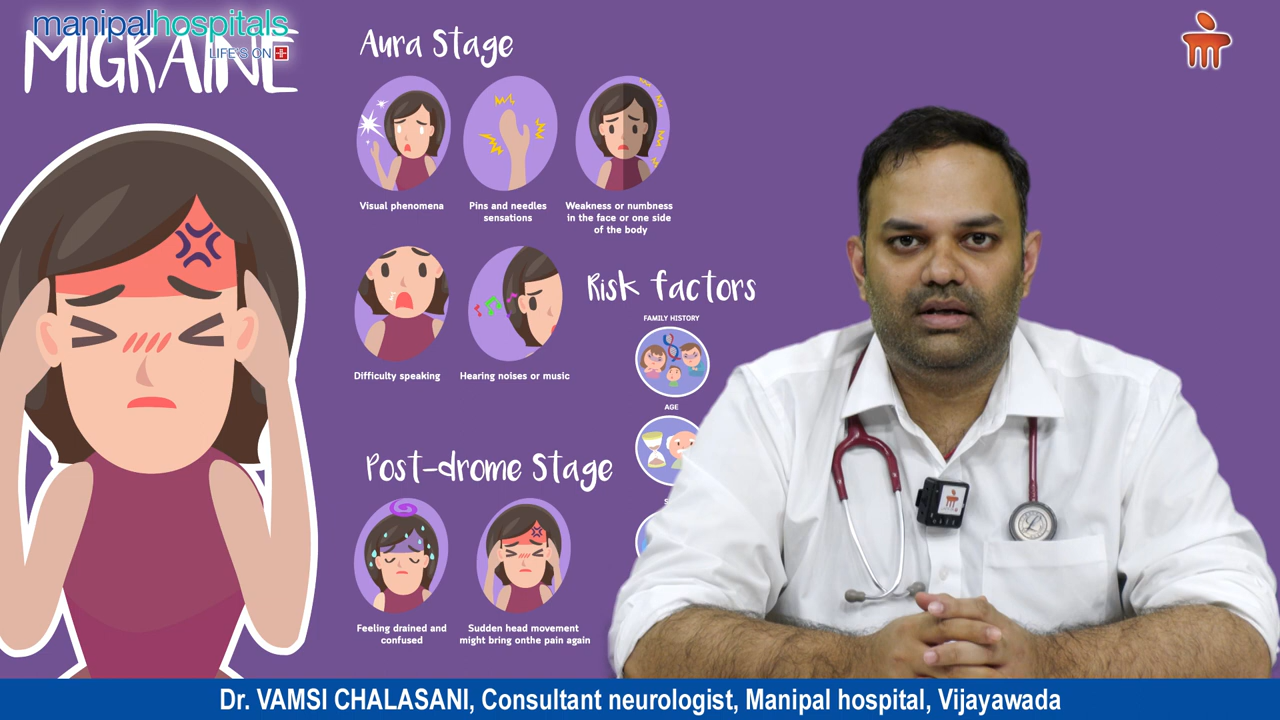 manipalhospitals
LIFE'S ON
MIGRAINE
Aura Stage
Visual phenomena
Pins and needles
sensations
Weakness or numbness
in the face or one side
of the body
Difficulty speaking
Hearing noises or music
Risk factors
FAMILY HISTORY
AGE
Post-drome Stage
Feeling drained and
confused
Sudden head movement
might bring onthe pain again
Dr. VAMSI CHALASANI, Consultant neurologist, Manipal hospital, Vijayawada